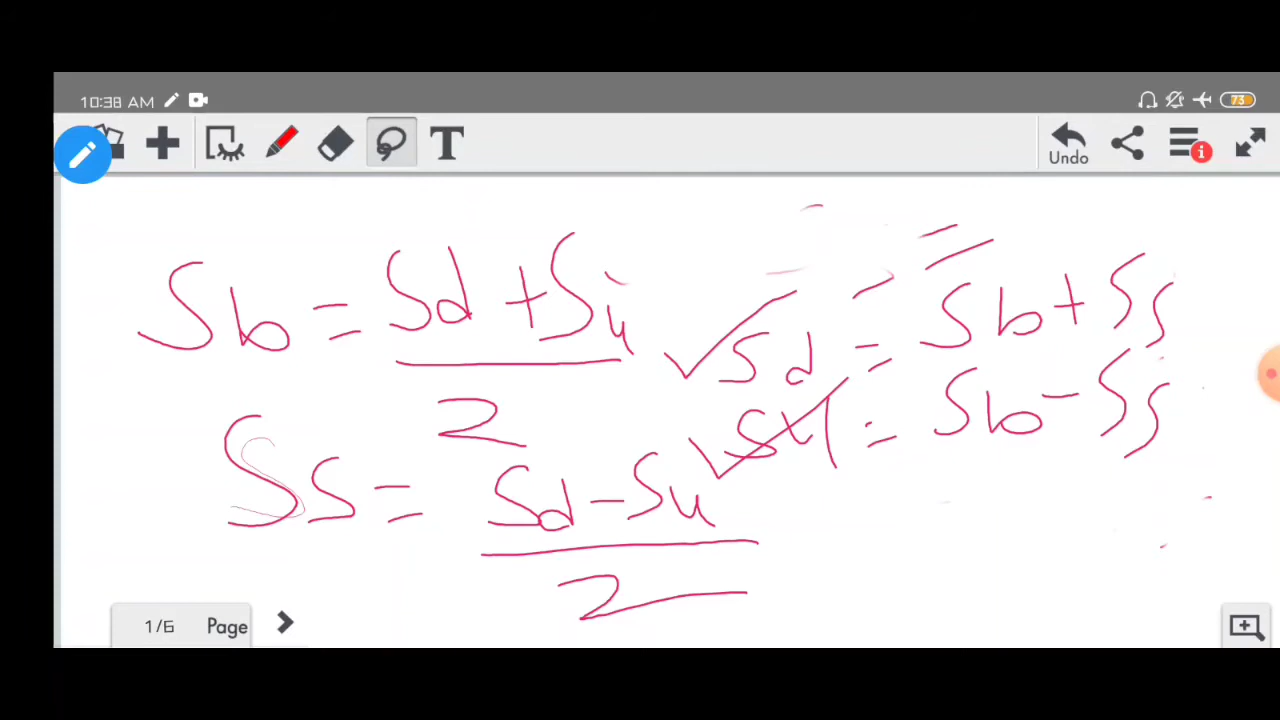 10:38 AM
73
T
Undo
i
Sb = Sd + Su / 2
Sd = Sb + Ss
Su = Sb - Ss
Ss = Sd - Su / 2
1/6 Page